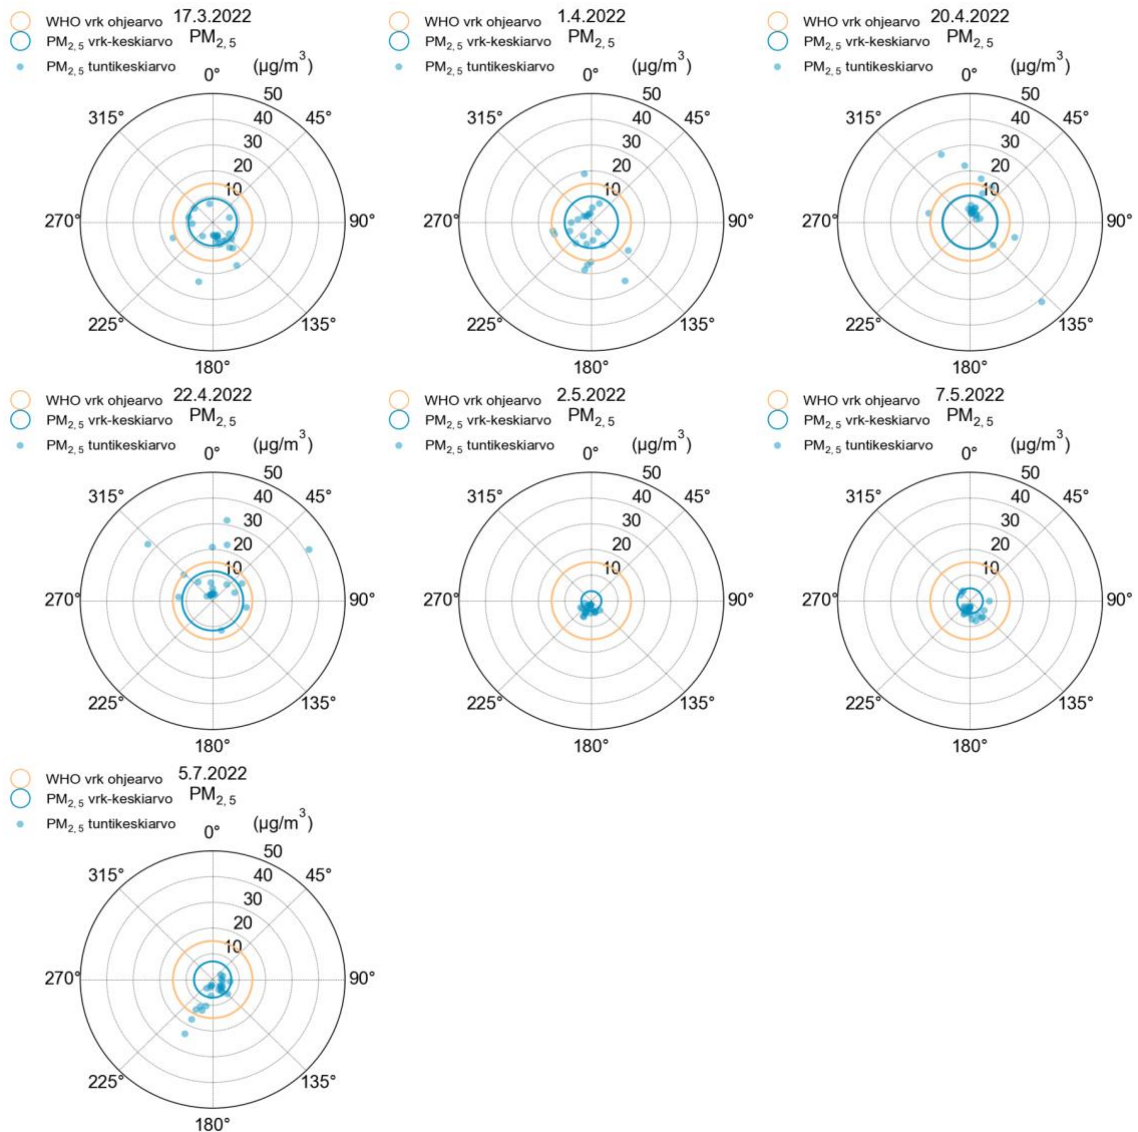 WHO vrk ohjearvo 17.3.2022
PM2,5 vrk-keskiarvo PM2,5
PM2,5 tuntikeskiarvo (µg/m³)
0°
50
315° 40 45°
30
20
10
270° 90°
225° 135°
180°
WHO vrk ohjearvo 1.4.2022
PM2,5 vrk-keskiarvo PM2,5
PM2,5 tuntikeskiarvo (µg/m³)
0°
50
315° 40 45°
30
20
10
270° 90°
225° 135°
180°
WHO vrk ohjearvo 20.4.2022
PM2,5 vrk-keskiarvo PM2,5
PM2,5 tuntikeskiarvo (µg/m³)
0°
50
315° 40 45°
30
20
10
270° 90°
225° 135°
180°
WHO vrk ohjearvo 22.4.2022
PM2,5 vrk-keskiarvo PM2,5
PM2,5 tuntikeskiarvo (µg/m³)
0°
50
315° 40 45°
30
20
10
270° 90°
225° 135°
180°
WHO vrk ohjearvo 2.5.2022
PM2,5 vrk-keskiarvo PM2,5
PM2,5 tuntikeskiarvo (µg/m³)
0°
50
315° 40 45°
30
20
10
270° 90°
225° 135°
180°
WHO vrk ohjearvo 7.5.2022
PM2,5 vrk-keskiarvo PM2,5
PM2,5 tuntikeskiarvo (µg/m³)
0°
50
315° 40 45°
30
20
10
270° 90°
225° 135°
180°
WHO vrk ohjearvo 5.7.2022
PM2,5 vrk-keskiarvo PM2,5
PM2,5 tuntikeskiarvo (µg/m³)
0°
50
315° 40 45°
30
20
10
270° 90°
225° 135°
180°